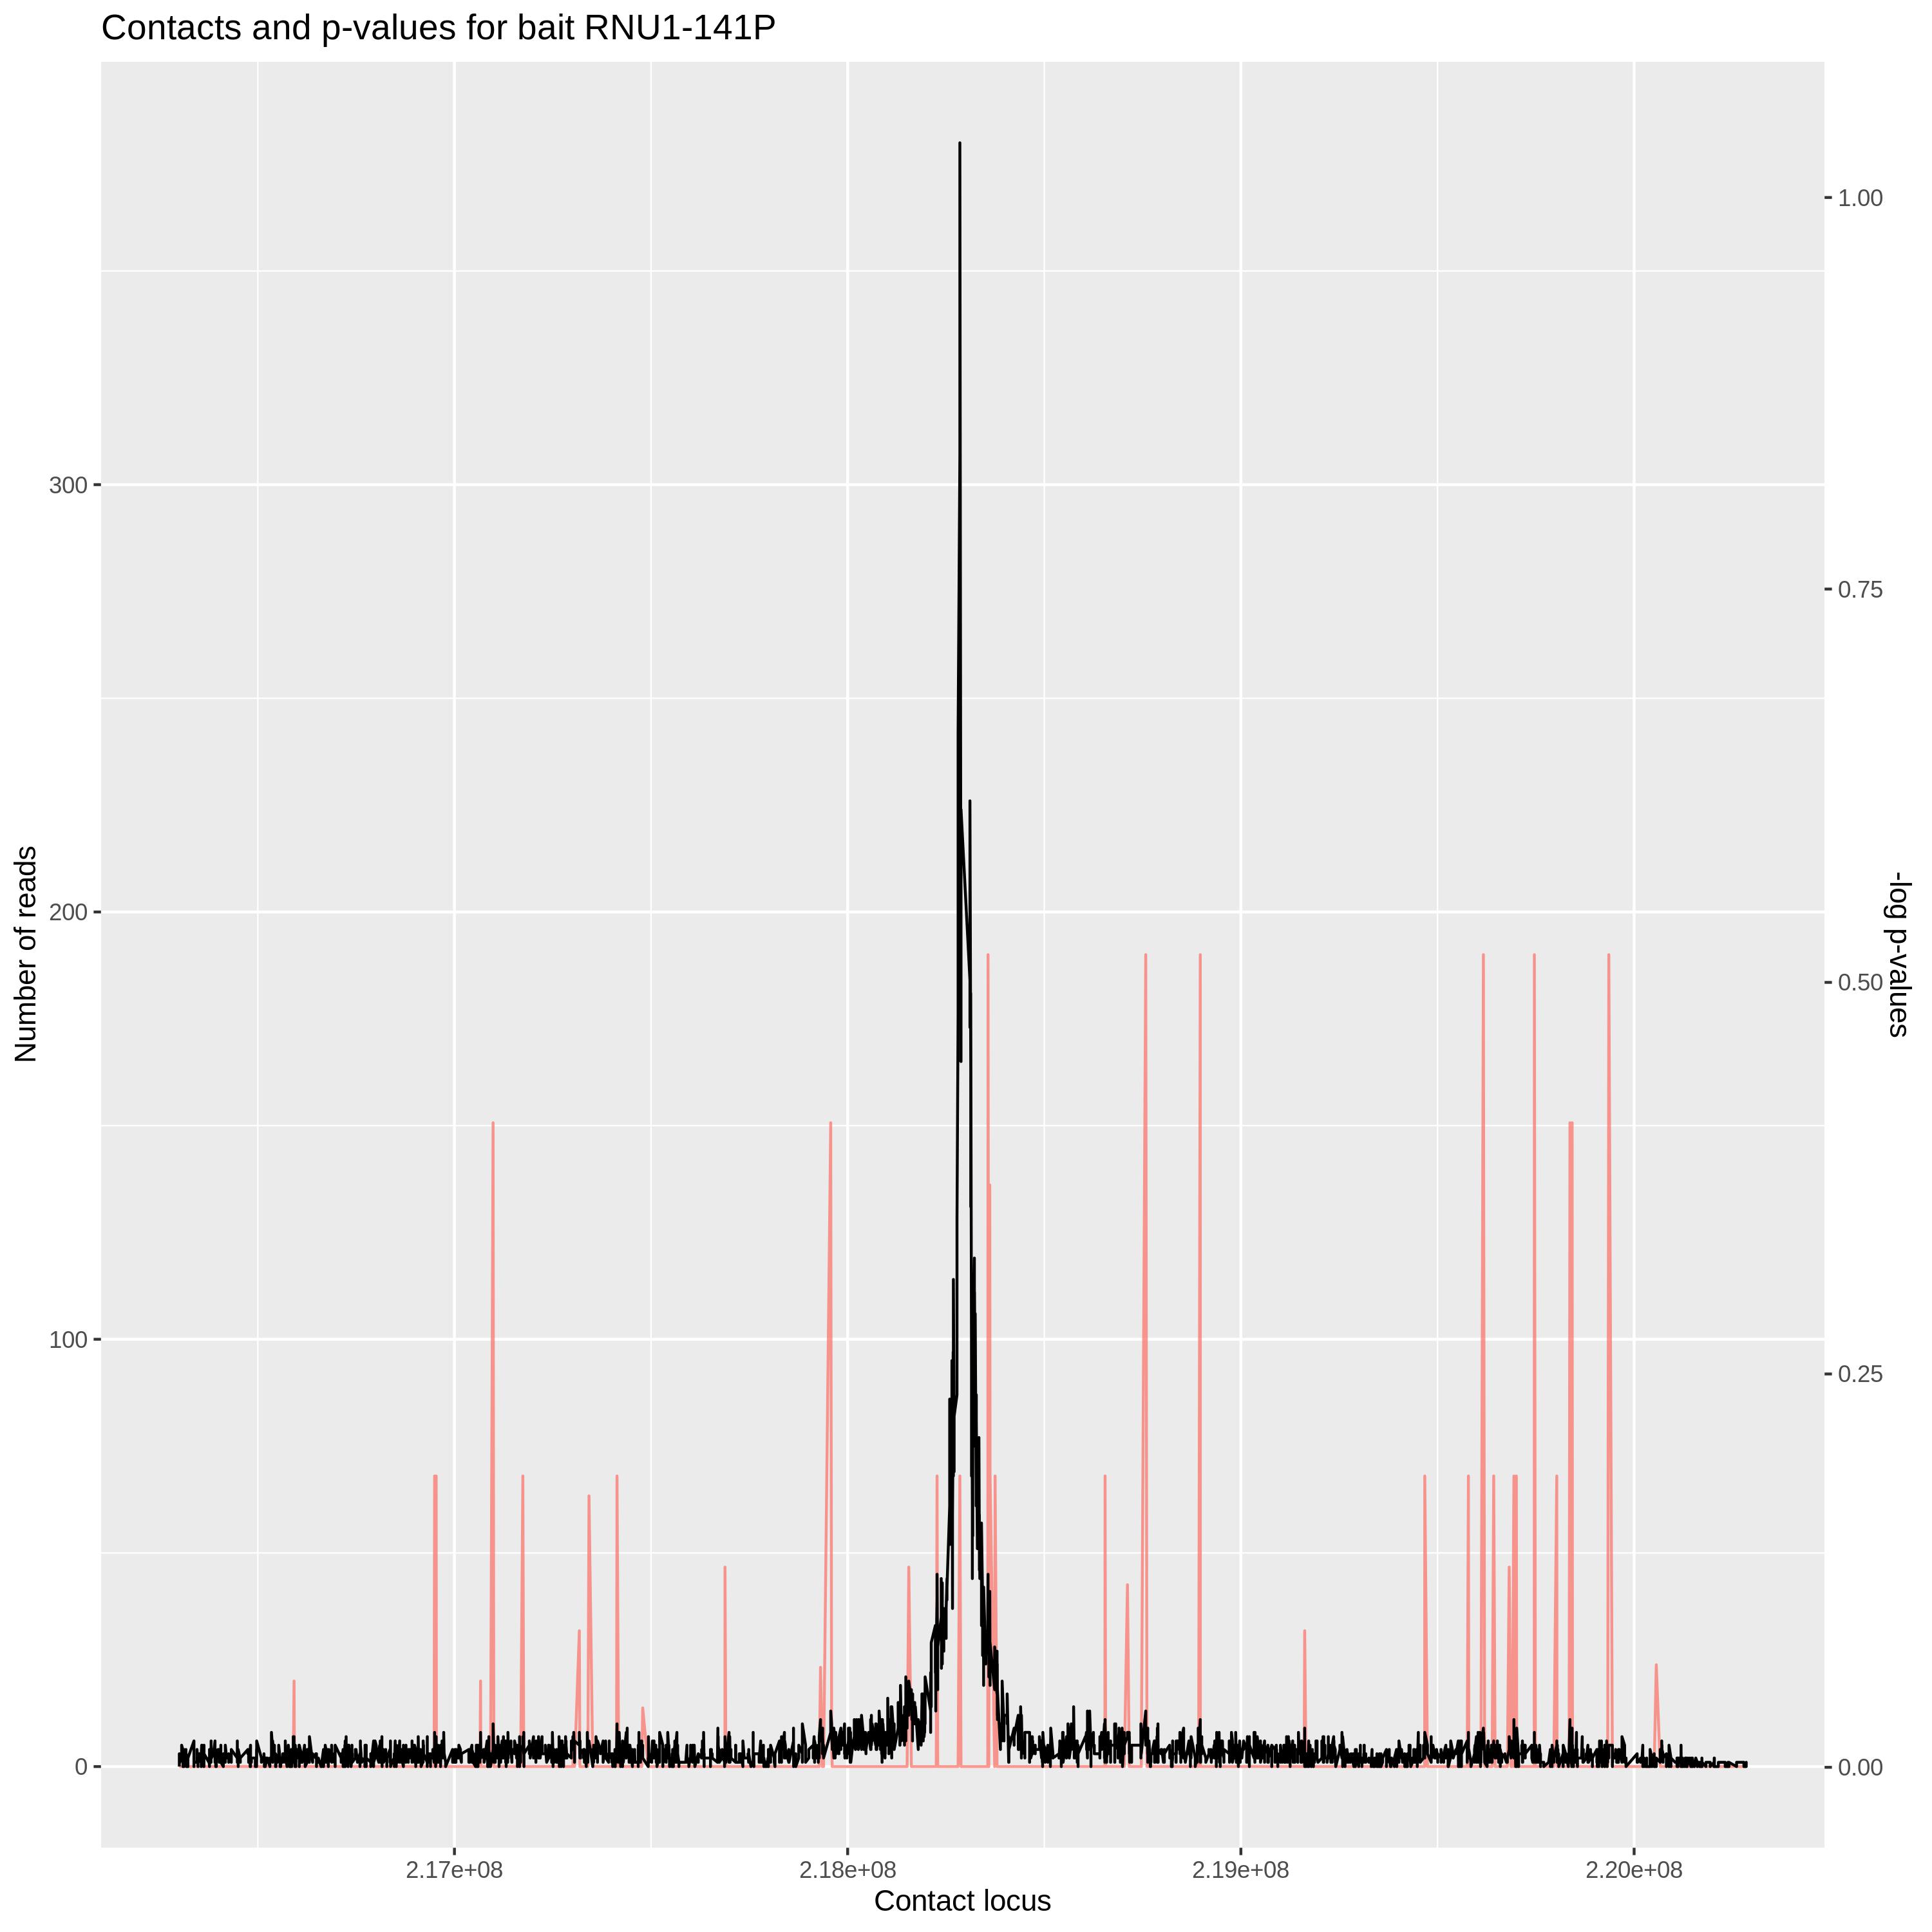 Contacts and p-values for bait RNU1-141P
Number of reads
300
200
100
0
1.00
0.75
0.50
0.25
0.00
-log p-values
2.17e+08
2.18e+08
2.19e+08
2.20e+08
Contact locus